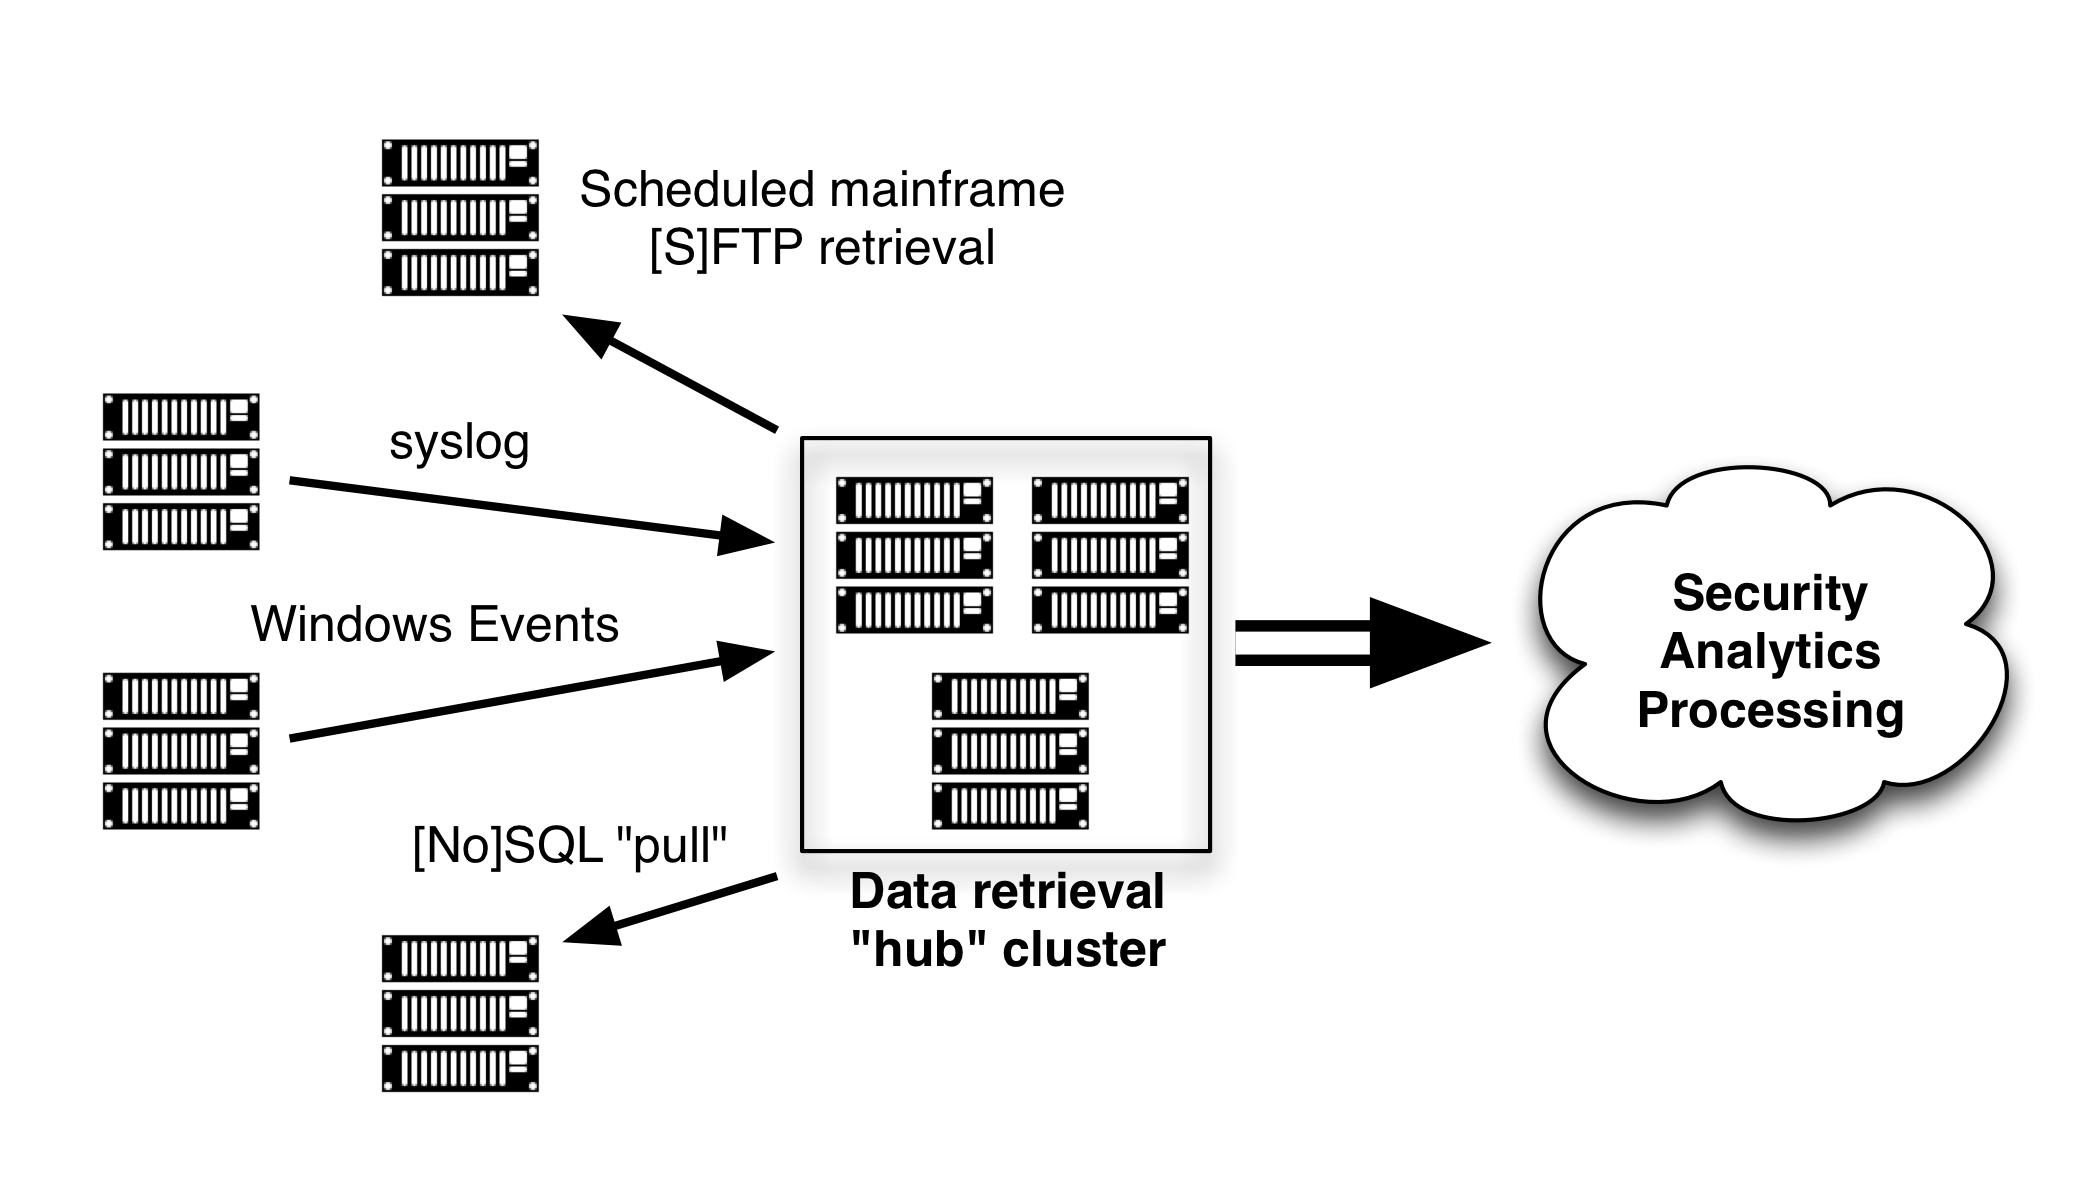 Scheduled mainframe
[S]FTP retrieval
syslog
Windows Events
[No]SQL "pull"
Data retrieval
"hub" cluster
Security
Analytics
Processing